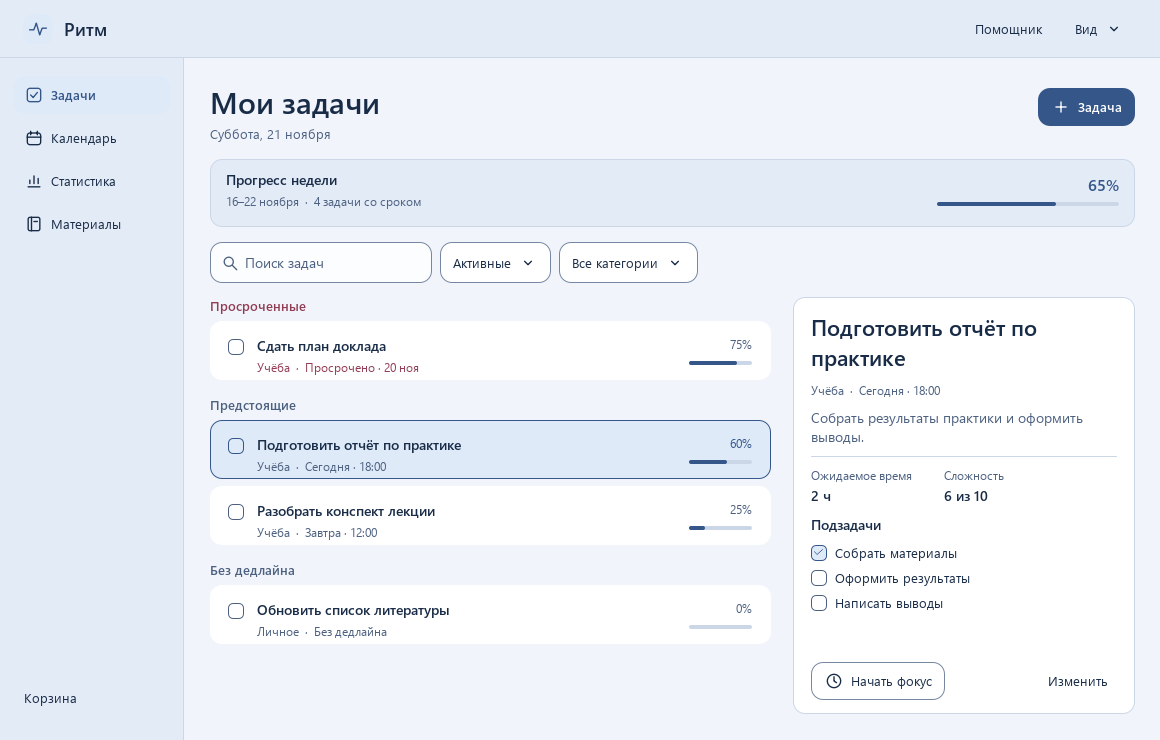 Ритм
Помощник
Вид
Задачи
Календарь
Статистика
Материалы
Корзина
Мои задачи
Суббота, 21 ноября
Задача
Прогресс недели
16–22 ноября · 4 задачи со сроком
65%
Поиск задач
Активные
Все категории
Просроченные
Сдать план доклада
Учёба · Просрочено · 20 ноя
75%
Предстоящие
Подготовить отчёт по практике
Учёба · Сегодня · 18:00
60%
Разобрать конспект лекции
Учёба · Завтра · 12:00
25%
Без дедлайна
Обновить список литературы
Личное · Без дедлайна
0%
Подготовить отчёт по
практике
Учёба · Сегодня · 18:00
Собрать результаты практики и оформить
выводы.
Ожидаемое время
2 ч
Сложность
6 из 10
Подзадачи
Собрать материалы
Оформить результаты
Написать выводы
Начать фокус
Изменить